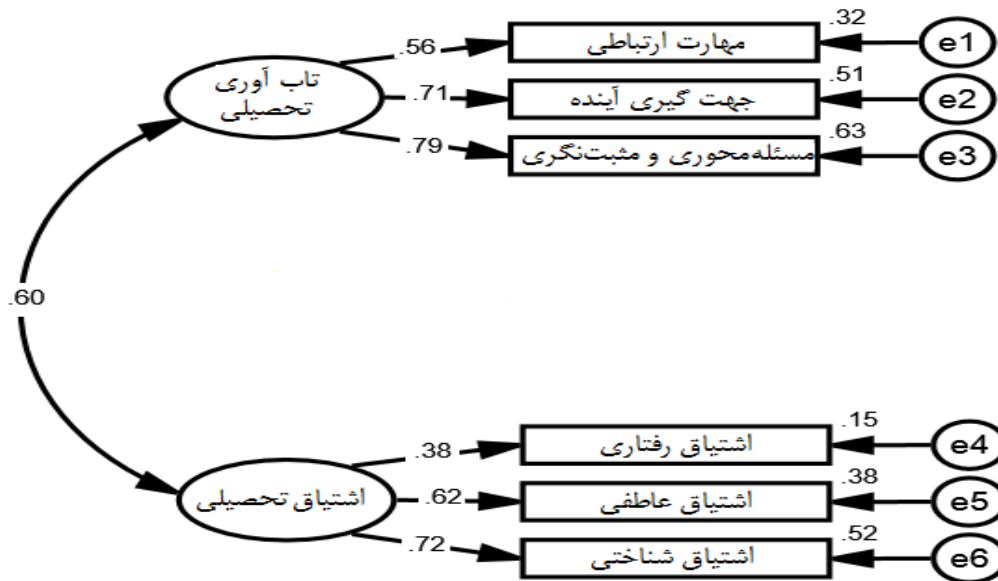 .32
.56
مهارت ارتباطی
e1
تاب آوری
تحصیلی
.51
.71
جهت گیری آینده
e2
.63
.79
مسئله‌محوری و مثبت‌نگری
e3
.60
.15
.38
اشتیاق رفتاری
e4
اشتیاق تحصیلی
.38
.62
اشتیاق عاطفی
e5
.52
.72
اشتیاق شناختی
e6